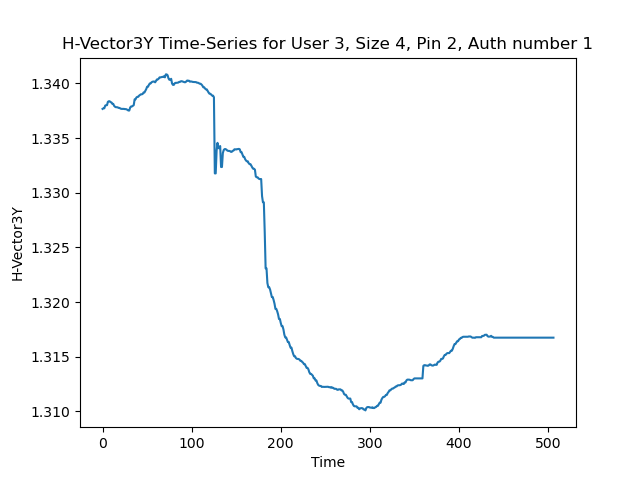 H-Vector3Y Time-Series for User 3, Size 4, Pin 2, Auth number 1
1.340
1.335
1.330
1.325
1.320
1.315
1.310
H-Vector3Y
0 100 200 300 400 500
Time